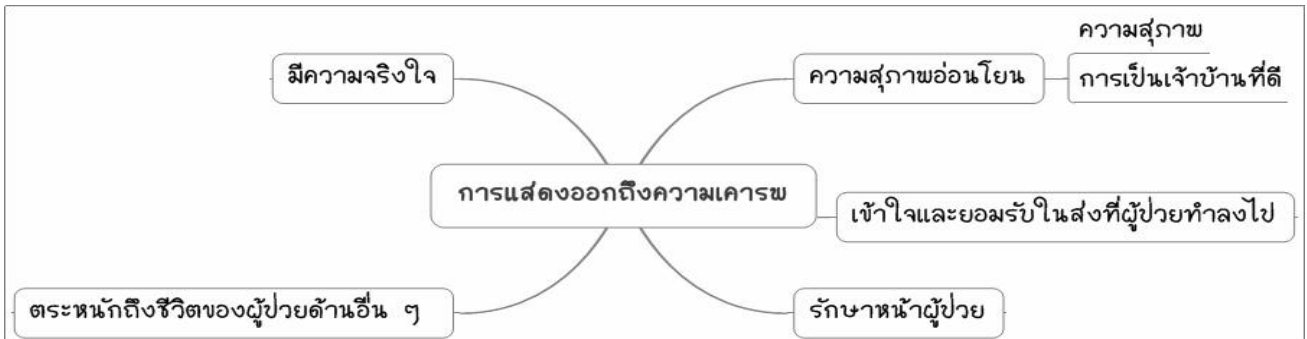 การแสดงออกถึงความเคารพ
ความสุภาพอ่อนโยน
ความสุภาพ
การเป็นเจ้าบ้านที่ดี
เข้าใจและยอมรับในส่งที่ผู้ป่วยทำลงไป
รักษาหน้าผู้ป่วย
มีความจริงใจ
ตระหนักถึงชีวิตของผู้ป่วยด้านอื่น ๆ